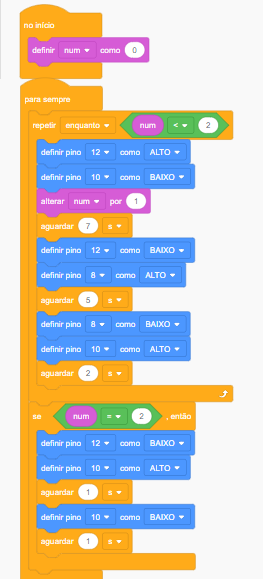 no início
definir num como 0
para sempre
repetir enquanto num < 2
definir pino 12 como ALTO
definir pino 10 como BAIXO
alterar num por 1
aguardar 7 s
definir pino 12 como BAIXO
definir pino 8 como ALTO
aguardar 5 s
definir pino 8 como BAIXO
definir pino 10 como ALTO
aguardar 2 s
se num = 2 , então
definir pino 12 como BAIXO
definir pino 10 como ALTO
aguardar 1 s
definir pino 10 como BAIXO
aguardar 1 s